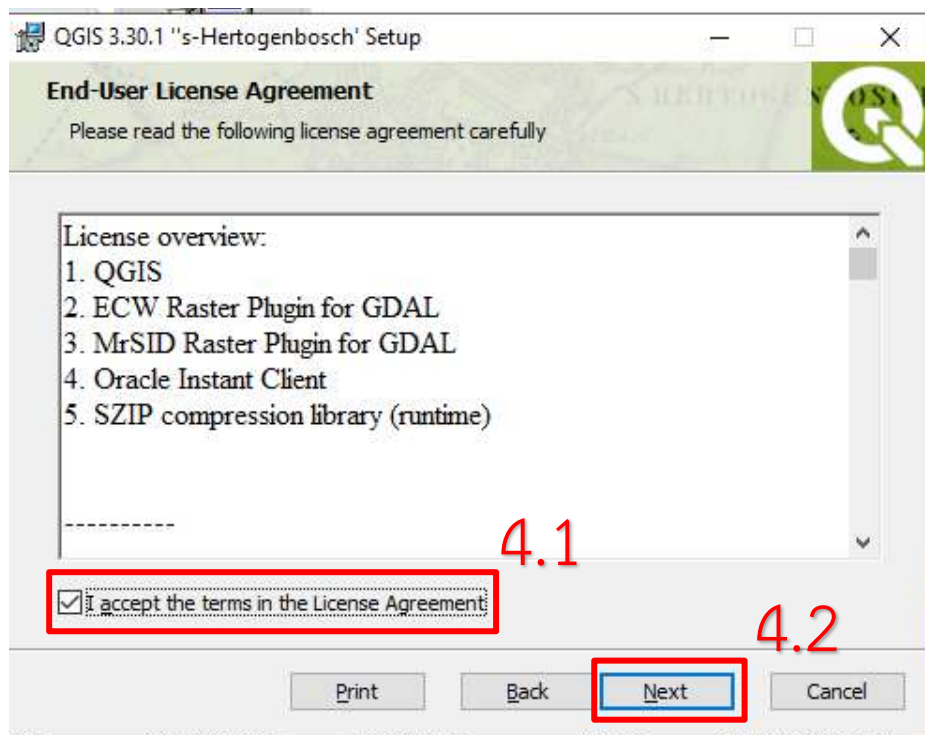 QGIS 3.30.1 ''s-Hertogenbosch' Setup
End-User License Agreement
Please read the following license agreement carefully
License overview:
1. QGIS
2. ECW Raster Plugin for GDAL
3. MrSID Raster Plugin for GDAL
4. Oracle Instant Client
5. SZIP compression library (runtime)
----------
4.1
I accept the terms in the License Agreement
4.2
Print Back Next Cancel